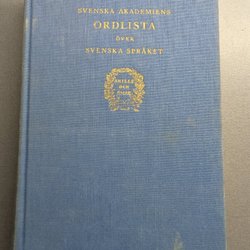 SVENSKA AKADEMIENS
ORDLISTA
ÖVER
SVENSKA SPRÅKET
SNILLE
OCH
SMAK